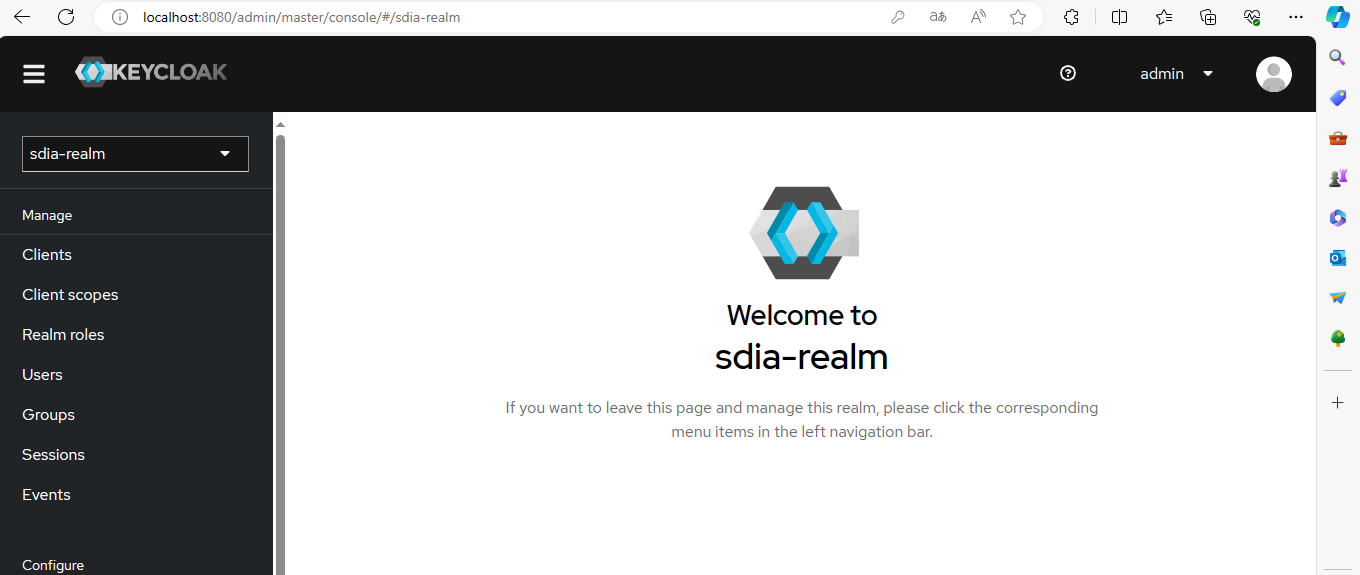 localhost:8080/admin/master/console/#/sdia-realm
KEYCLOAK
admin
sdia-realm
Manage
Clients
Client scopes
Realm roles
Users
Groups
Sessions
Events
Configure
Welcome to
sdia-realm
If you want to leave this page and manage this realm, please click the corresponding
menu items in the left navigation bar.